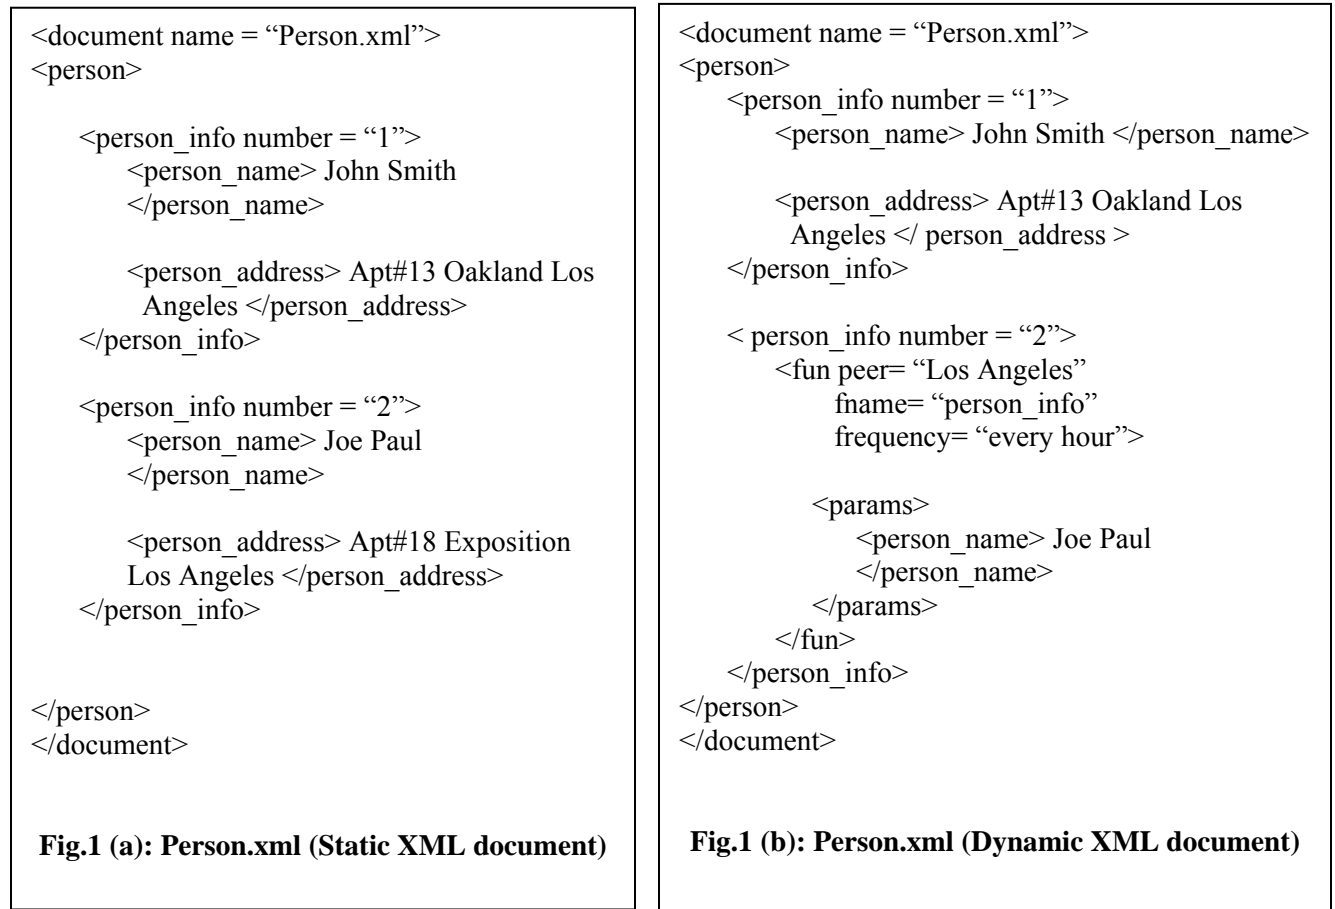 <document name = “Person.xml”>
<person>
<person_info number = “1”>
<person_name> John Smith
</person_name>
<person_address> Apt#13 Oakland Los
Angeles </person_address>
</person_info>
<person_info number = “2”>
<person_name> Joe Paul
</person_name>
<person_address> Apt#18 Exposition
Los Angeles </person_address>
</person_info>
</person>
</document>
Fig.1 (a): Person.xml (Static XML document)
<document name = “Person.xml”>
<person>
<person_info number = “1”>
<person_name> John Smith </person_name>
<person_address> Apt#13 Oakland Los
Angeles </ person_address >
</person_info>
< person_info number = “2”>
<fun peer= “Los Angeles”
fname= “person_info”
frequency= “every hour”>
<params>
<person_name> Joe Paul
</person_name>
</params>
</fun>
</person_info>
</person>
</document>
Fig.1 (b): Person.xml (Dynamic XML document)